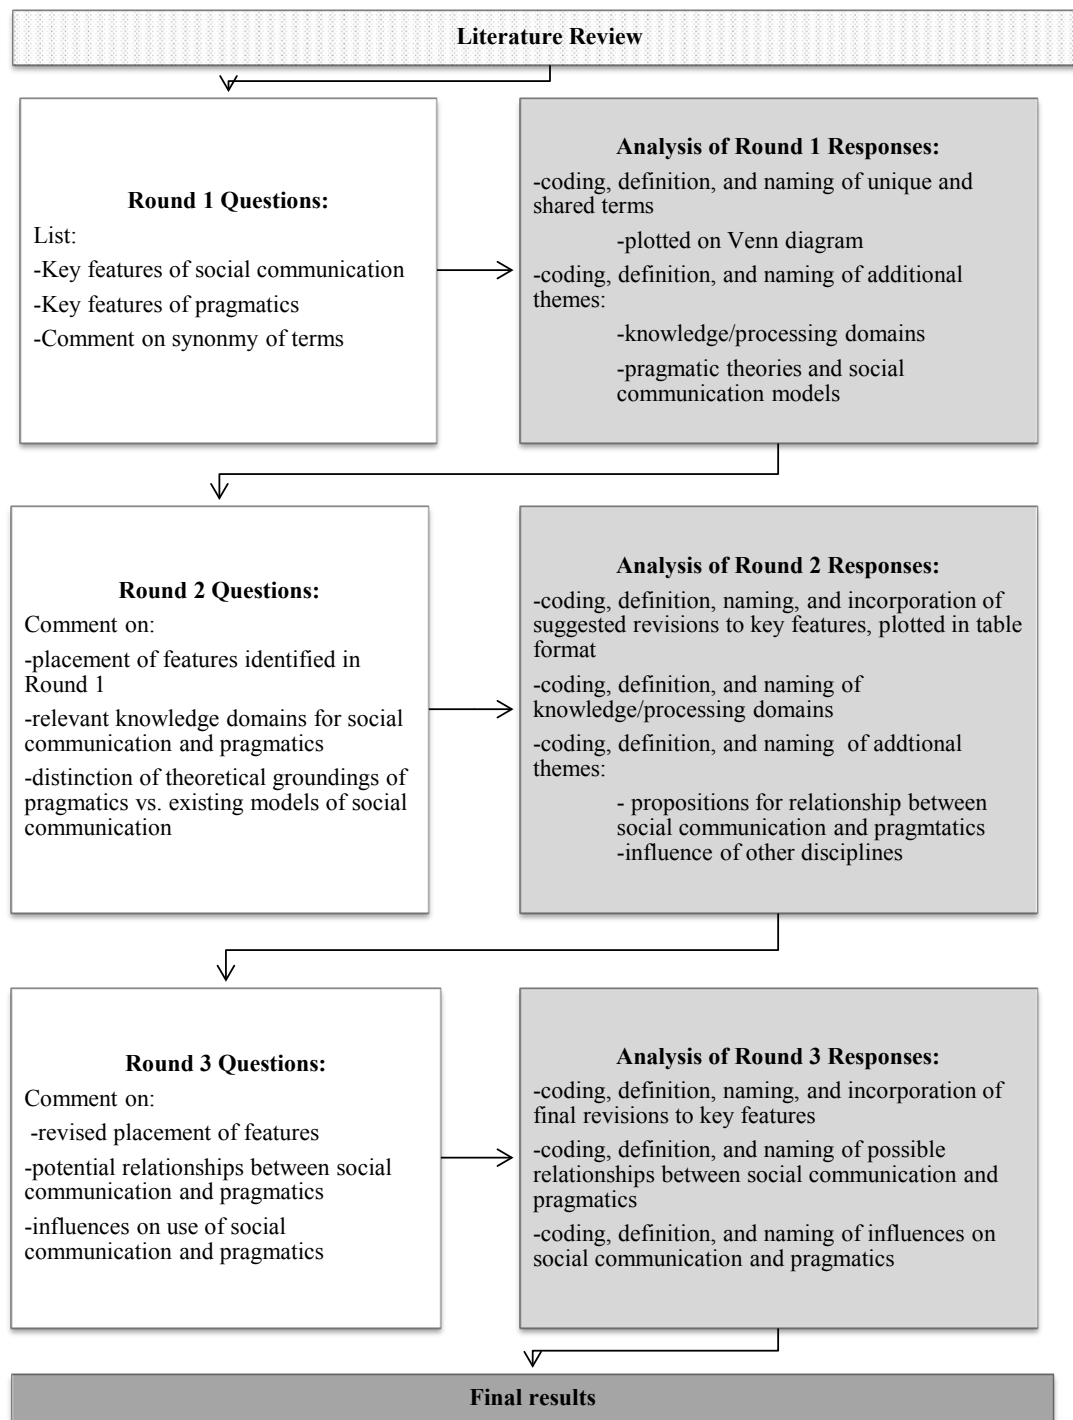 Literature Review
Round 1 Questions:
List:
-Key features of social communication
-Key features of pragmatics
-Comment on synonmy of terms
Analysis of Round 1 Responses:
-coding, definition, and naming of unique and
shared terms
-plotted on Venn diagram
-coding, definition, and naming of additional
themes:
-knowledge/processing domains
-pragmatic theories and social
communication models
Round 2 Questions:
Comment on:
-placement of features identified in
Round 1
-relevant knowledge domains for social
communication and pragmatics
-distinction of theoretical groundings of
pragmatics vs. existing models of social
communication
Analysis of Round 2 Responses:
-coding, definition, naming, and incorporation of
suggested revisions to key features, plotted in table
format
-coding, definition, and naming of
knowledge/processing domains
-coding, definition, and naming  of addtional
themes:
- propositions for relationship between
social communication and pragmtatics
-influence of other disciplines
Round 3 Questions:
Comment on:
-revised placement of features
-potential relationships between social
communication and pragmatics
-influences on use of social
communication and pragmatics
Analysis of Round 3 Responses:
-coding, definition, naming, and incorporation of
final revisions to key features
-coding, definition, and naming of possible
relationships between social communication and
pragmatics
-coding, definition, and naming of influences on
social communication and pragmatics
Final results